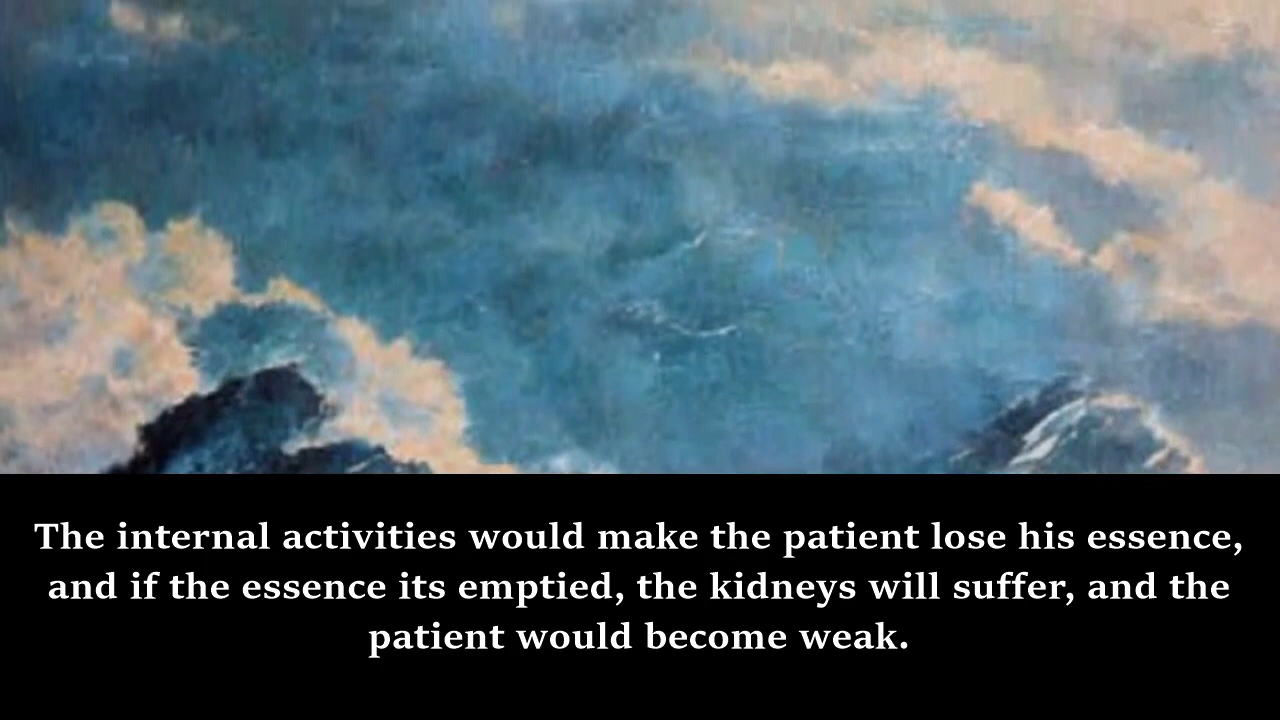 The internal activities would make the patient lose his essence,
and if the essence its emptied, the kidneys will suffer, and the
patient would become weak.